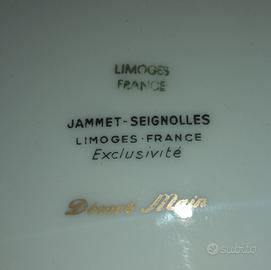 LIMOGES
FRANCE
JAMMET-SEIGNOLLES
LIMOGES-FRANCE
Exclusivité
Décoré Main
subito